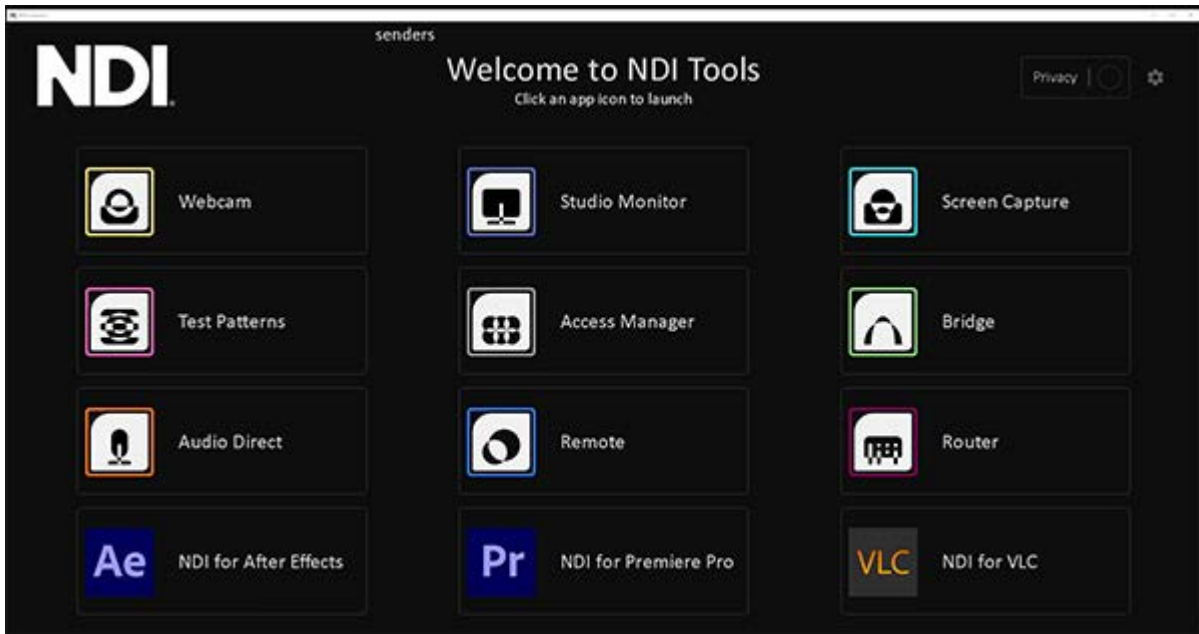 senders
NDI.
Welcome to NDI Tools
Click an app icon to launch
Privacy
Webcam
Studio Monitor
Screen Capture
Test Patterns
Access Manager
Bridge
Audio Direct
Remote
Router
Ae
NDI for After Effects
Pr
NDI for Premiere Pro
VLC
NDI for VLC